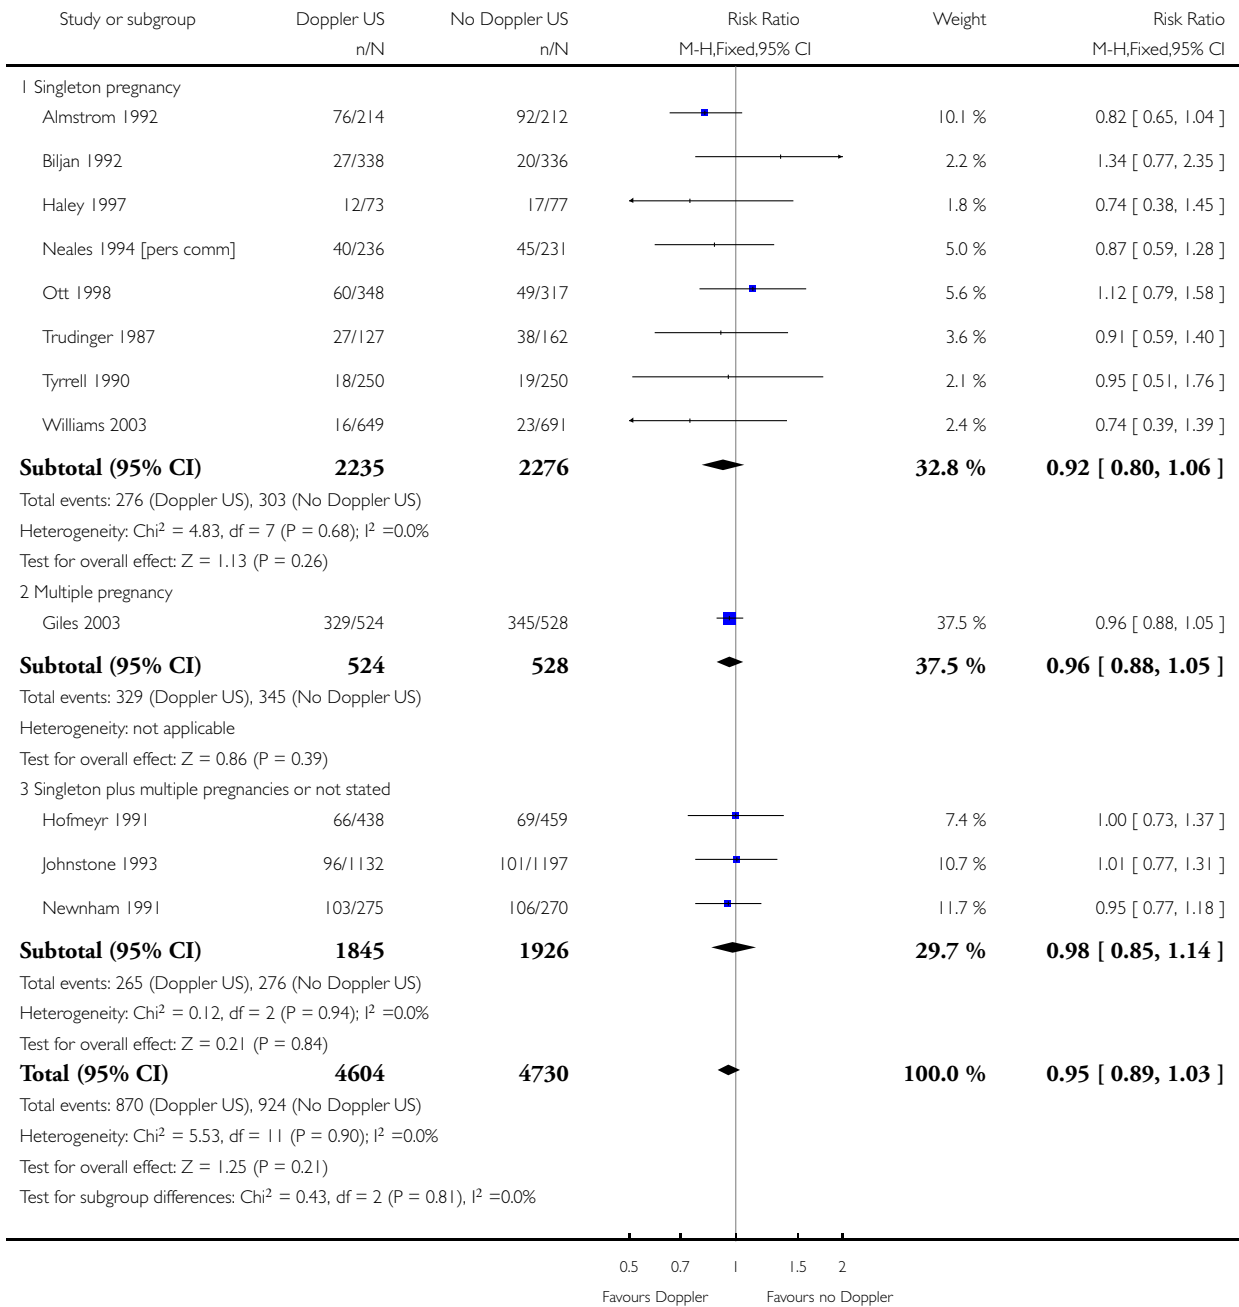 Study or subgroup Doppler US No Doppler US Risk Ratio Weight Risk Ratio
n/N n/N M-H,Fixed,95% CI M-H,Fixed,95% CI
1 Singleton pregnancy
Almstrom 1992 76/214 92/212 10.1 % 0.82 [ 0.65, 1.04 ]
Biljan 1992 27/338 20/336 2.2 % 1.34 [ 0.77, 2.35 ]
Haley 1997 12/73 17/77 1.8 % 0.74 [ 0.38, 1.45 ]
Neales 1994 [pers comm] 40/236 45/231 5.0 % 0.87 [ 0.59, 1.28 ]
Ott 1998 60/348 49/317 5.6 % 1.12 [ 0.79, 1.58 ]
Trudinger 1987 27/127 38/162 3.6 % 0.91 [ 0.59, 1.40 ]
Tyrrell 1990 18/250 19/250 2.1 % 0.95 [ 0.51, 1.76 ]
Williams 2003 16/649 23/691 2.4 % 0.74 [ 0.39, 1.39 ]
Subtotal (95% CI) 2235 2276 32.8 % 0.92 [ 0.80, 1.06 ]
Total events: 276 (Doppler US), 303 (No Doppler US)
Heterogeneity: Chi² = 4.83, df = 7 (P = 0.68); I² =0.0%
Test for overall effect: Z = 1.13 (P = 0.26)
2 Multiple pregnancy
Giles 2003 329/524 345/528 37.5 % 0.96 [ 0.88, 1.05 ]
Subtotal (95% CI) 524 528 37.5 % 0.96 [ 0.88, 1.05 ]
Total events: 329 (Doppler US), 345 (No Doppler US)
Heterogeneity: not applicable
Test for overall effect: Z = 0.86 (P = 0.39)
3 Singleton plus multiple pregnancies or not stated
Hofmeyr 1991 66/438 69/459 7.4 % 1.00 [ 0.73, 1.37 ]
Johnstone 1993 96/1132 101/1197 10.7 % 1.01 [ 0.77, 1.31 ]
Newnham 1991 103/275 106/270 11.7 % 0.95 [ 0.77, 1.18 ]
Subtotal (95% CI) 1845 1926 29.7 % 0.98 [ 0.85, 1.14 ]
Total events: 265 (Doppler US), 276 (No Doppler US)
Heterogeneity: Chi² = 0.12, df = 2 (P = 0.94); I² =0.0%
Test for overall effect: Z = 0.21 (P = 0.84)
Total (95% CI) 4604 4730 100.0 % 0.95 [ 0.89, 1.03 ]
Total events: 870 (Doppler US), 924 (No Doppler US)
Heterogeneity: Chi² = 5.53, df = 11 (P = 0.90); I² =0.0%
Test for overall effect: Z = 1.25 (P = 0.21)
Test for subgroup differences: Chi² = 0.43, df = 2 (P = 0.81), I² =0.0%
0.5 0.7 1 1.5 2
Favours Doppler Favours no Doppler